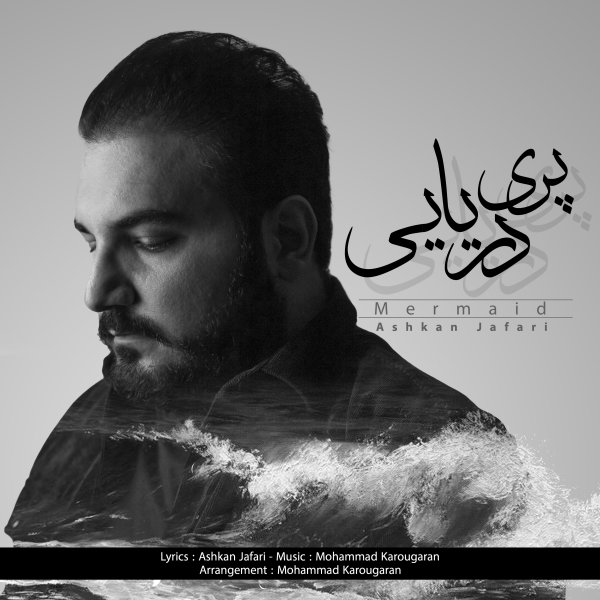 پری
دریایی
Mermaid
Ashkan Jafari
Lyrics : Ashkan Jafari - Music : Mohammad Karougaran
Arrangement : Mohammad Karougaran